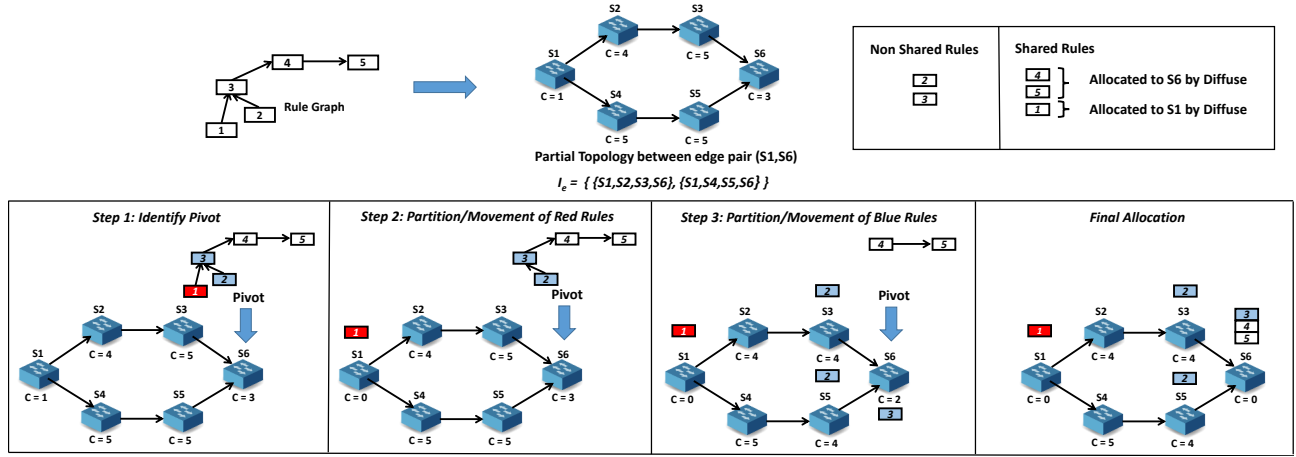 4
5
3
Rule Graph
2
1
S2
S3
S1
S6
C = 4
C = 5
C = 1
S4
S5
C = 3
C = 5
C = 5
Partial Topology between edge pair (S1,S6)
Ie = { {S1,S2,S3,S6}, {S1,S4,S5,S6} }
Non Shared Rules
2
3
Shared Rules
4
5
Allocated to S6 by Diffuse
1
Allocated to S1 by Diffuse
Step 1: Identify Pivot
4
5
3
2
1
Pivot
S2
S3
S1
S6
C = 4
C = 5
C = 1
S4
S5
C = 3
C = 5
C = 5
Step 2: Partition/Movement of Red Rules
4
5
3
2
Pivot
1
S2
S3
S1
S6
C = 4
C = 5
C = 0
S4
S5
C = 3
C = 5
C = 5
Step 3: Partition/Movement of Blue Rules
4
5
2
Pivot
1
S2
S3
S1
S6
C = 4
C = 4
2
C = 0
S4
S5
C = 2
3
C = 5
C = 4
Final Allocation
2
3
4
5
1
S2
S3
S1
S6
C = 4
C = 4
2
C = 0
S4
S5
C = 0
C = 5
C = 4